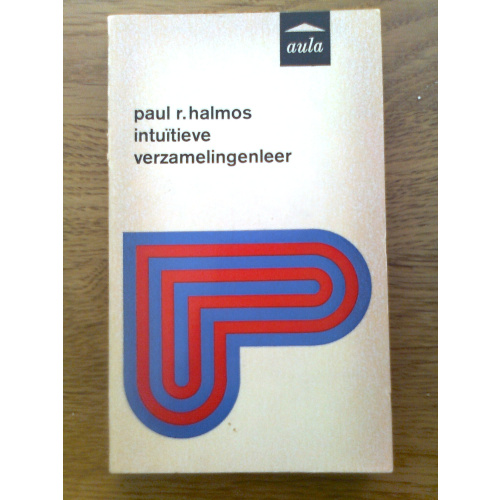 aula
paul r. halmos
intuïtieve
verzamelingenleer